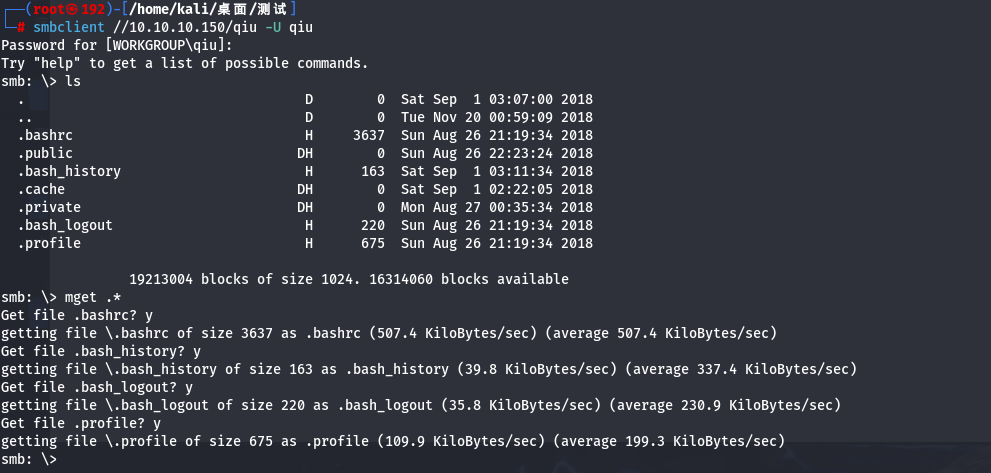 ┌──(root㉿192)-[/home/kali/桌面/测试]
└─# smbclient //10.10.10.150/qiu -U qiu
Password for [WORKGROUP\qiu]:
Try "help" to get a list of possible commands.
smb: \> ls
  .                                   D        0  Sat Sep  1 03:07:00 2018
  ..                                  D        0  Tue Nov 20 00:59:09 2018
  .bashrc                             H     3637  Sun Aug 26 21:19:34 2018
  .public                            DH        0  Sun Aug 26 22:23:24 2018
  .bash_history                       H      163  Sat Sep  1 03:11:34 2018
  .cache                             DH        0  Sat Sep  1 02:22:05 2018
  .private                           DH        0  Mon Aug 27 00:35:34 2018
  .bash_logout                        H      220  Sun Aug 26 21:19:34 2018
  .profile                            H      675  Sun Aug 26 21:19:34 2018
                19213004 blocks of size 1024. 16314060 blocks available
smb: \> mget .*
Get file .bashrc? y
getting file \.bashrc of size 3637 as .bashrc (507.4 KiloBytes/sec) (average 507.4 KiloBytes/sec)
Get file .bash_history? y
getting file \.bash_history of size 163 as .bash_history (39.8 KiloBytes/sec) (average 337.4 KiloBytes/sec)
Get file .bash_logout? y
getting file \.bash_logout of size 220 as .bash_logout (35.8 KiloBytes/sec) (average 230.9 KiloBytes/sec)
Get file .profile? y
getting file \.profile of size 675 as .profile (109.9 KiloBytes/sec) (average 199.3 KiloBytes/sec)
smb: \>